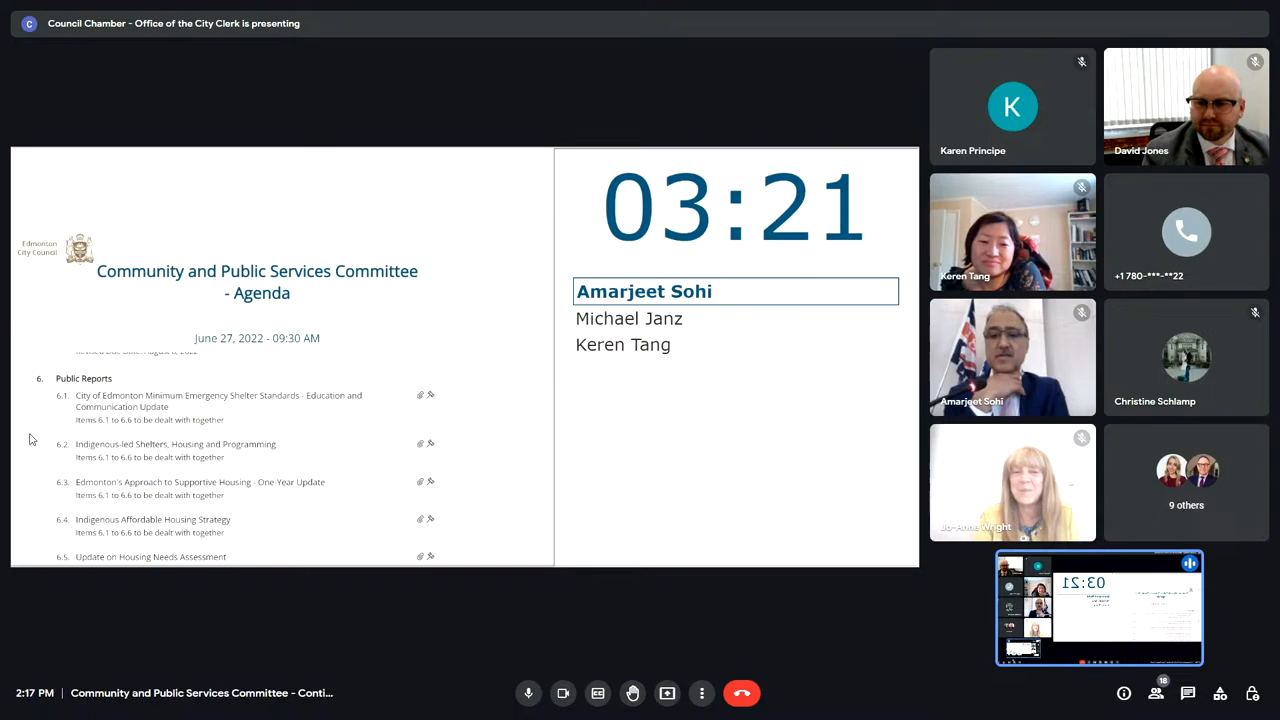 C Council Chamber - Office of the City Clerk is presenting
Edmonton
City Council
Community and Public Services Committee
- Agenda
June 27, 2022 - 09:30 AM
Revised Due Date: August 8, 2022
6. Public Reports
6.1. City of Edmonton Minimum Emergency Shelter Standards - Education and
Communication Update
Items 6.1 to 6.6 to be dealt with together
6.2. Indigenous-led Shelters, Housing and Programming
Items 6.1 to 6.6 to be dealt with together
6.3. Edmonton's Approach to Supportive Housing - One-Year Update
Items 6.1 to 6.6 to be dealt with together
6.4. Indigenous Affordable Housing Strategy
Items 6.1 to 6.6 to be dealt with together
6.5. Update on Housing Needs Assessment
03:21
Amarjeet Sohi
Michael Janz
Keren Tang
K
Karen Principe
David Jones
Keren Tang
+1 780-***-**22
Amarjeet Sohi
Christine Schlamp
Jo-Anne Wright
9 others
03:21
2:17 PM | Community and Public Services Committee - Conti...
18